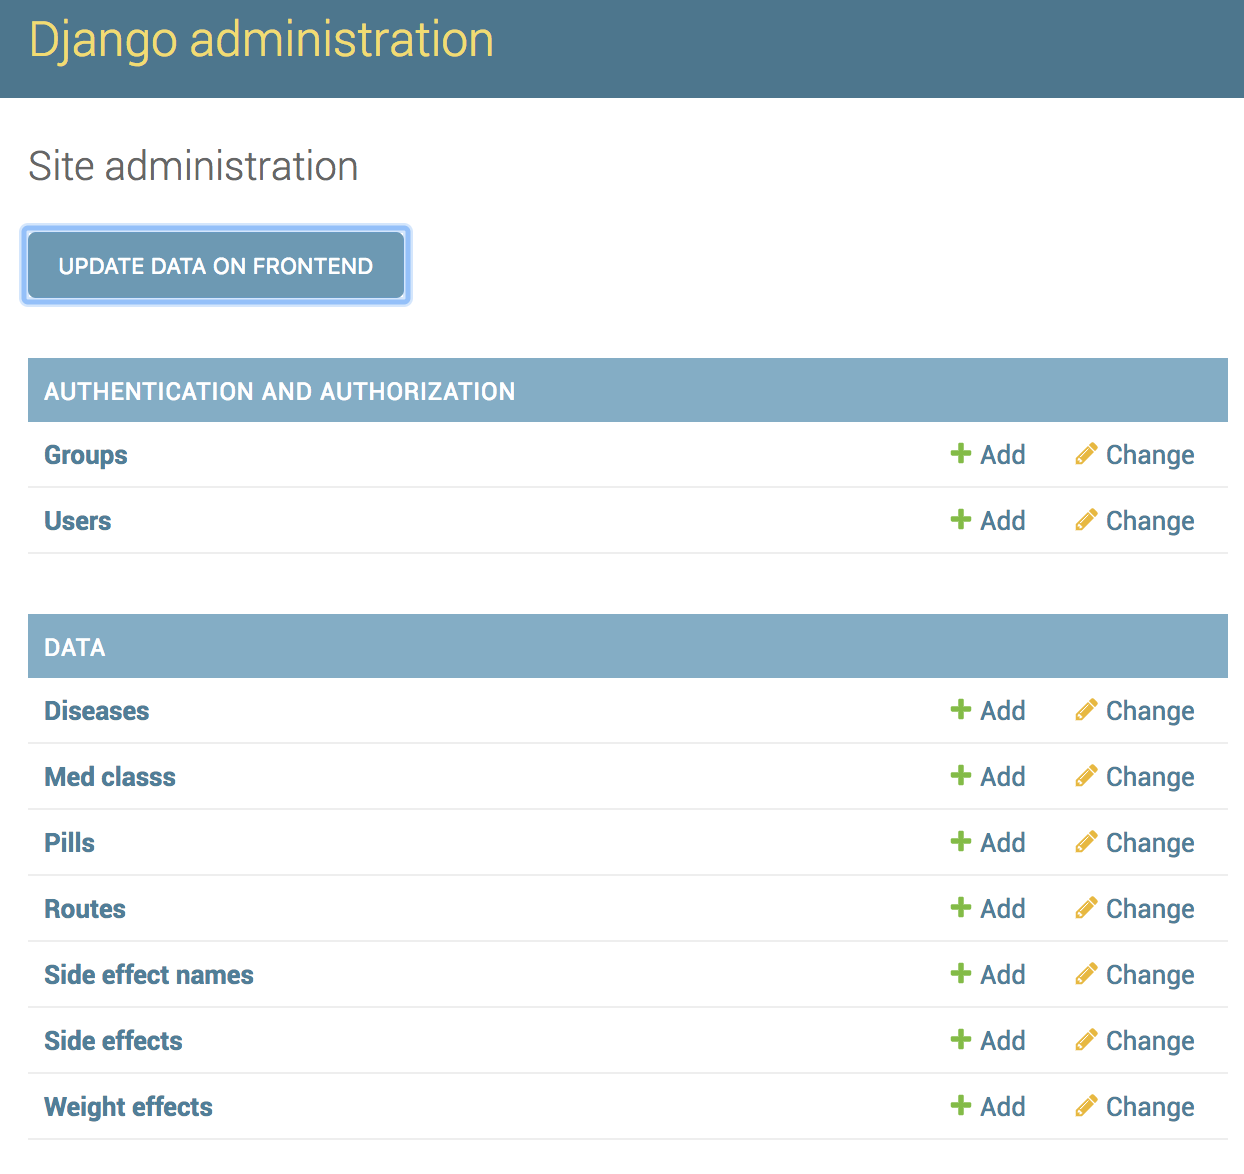 Django administration
Site administration
UPDATE DATA ON FRONTEND
AUTHENTICATION AND AUTHORIZATION
Groups Add Change
Users Add Change
DATA
Diseases Add Change
Med classs Add Change
Pills Add Change
Routes Add Change
Side effect names Add Change
Side effects Add Change
Weight effects Add Change